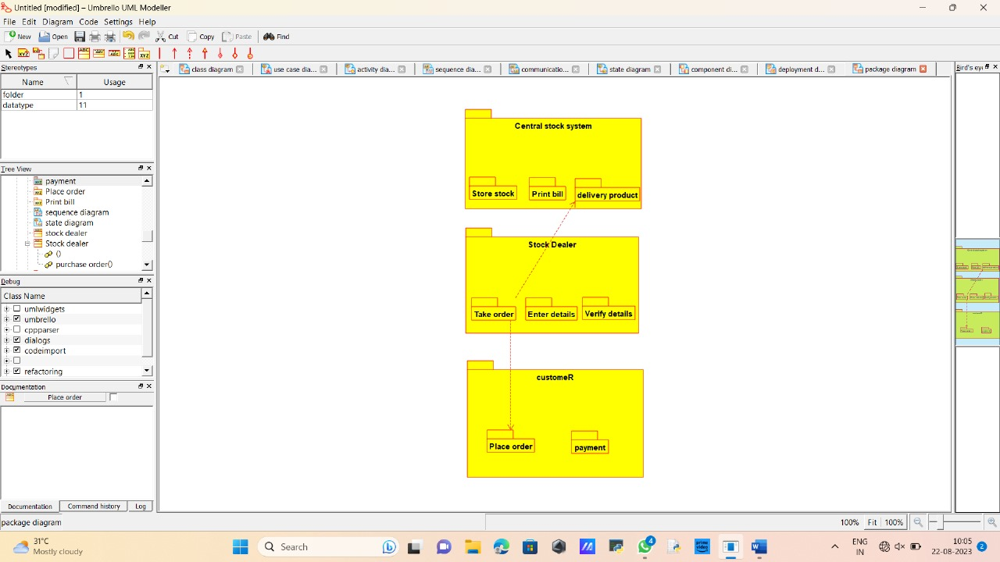 Untitled [modified] – Umbrello UML Modeller
File Edit Diagram Code Settings Help
New Open Cut Copy Paste Find
Stereotypes
Name Usage
folder 1
datatype 11
Tree View
payment
Place order
Print bill
sequence diagram
state diagram
stock dealer
Stock dealer
()
purchase order()
Debug
Class Name
umlwidgets
umbrello
cppparser
dialogs
codeimport
refactoring
Documentation
Place order
Documentation Command history Log
class diagram use case dia... activity dia... sequence dia... communicatio... state diagram component di... deployment d... package diagram
Bird's eye
Central stock system
Store stock Print bill delivery product
Stock Dealer
Take order Enter details Verify details
customeR
Place order payment
package diagram 100% Fit 100%
31°C
Mostly cloudy
Search
4
ENG
IN
10:05
22-08-2023
2